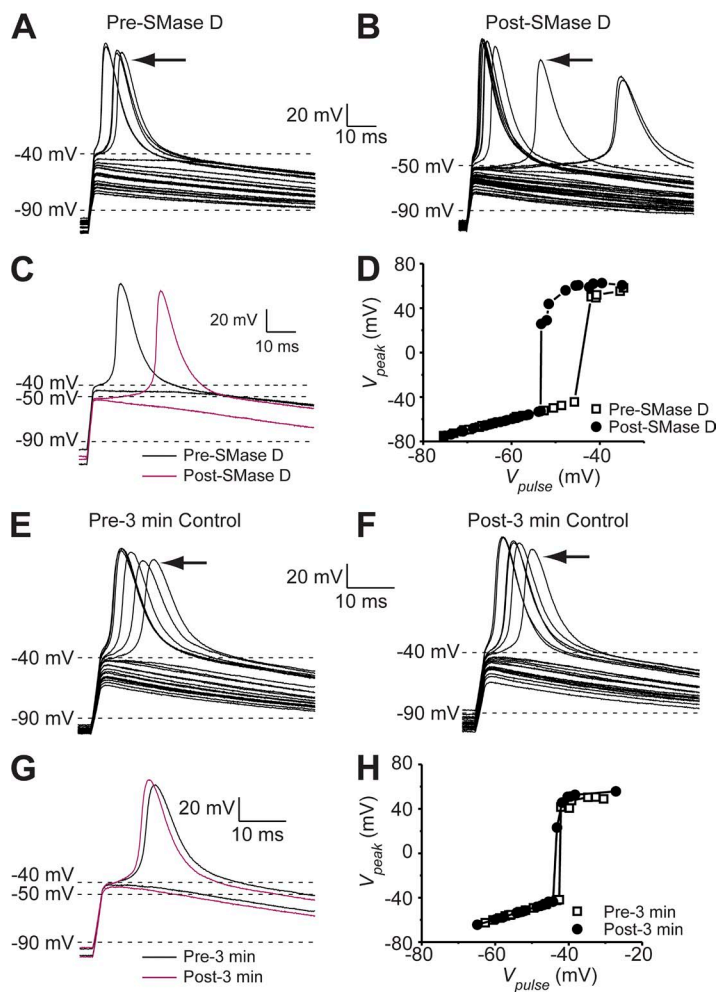 A Pre-SMase D
B Post-SMase D
20 mV
10 ms
-40 mV
-90 mV
-50 mV
-90 mV
C
20 mV
10 ms
-40 mV
-50 mV
-90 mV
Pre-SMase D
Post-SMase D
D
80
40
0
-40
-80
Vpeak (mV)
-80 -60 -40
Vpulse (mV)
Pre-SMase D
Post-SMase D
E Pre-3 min Control
F Post-3 min Control
20 mV
10 ms
-40 mV
-90 mV
-40 mV
-90 mV
G
20 mV
10 ms
-40 mV
-50 mV
-90 mV
Pre-3 min
Post-3 min
H
80
40
0
-40
-80
Vpeak (mV)
-80 -60 -40 -20
Vpulse (mV)
Pre-3 min
Post-3 min